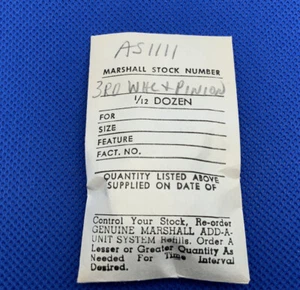 AS1111
MARSHALL STOCK NUMBER
3RD WHL & PINION
1/12 DOZEN
FOR
SIZE
FEATURE
FACT. NO.
QUANTITY LISTED ABOVE
SUPPLIED ON DATE OF
Control Your Stock, Re-order
GENUINE MARSHALL ADD-A-
UNIT SYSTEM Refills. Order A
Lesser or Greater Quantity As
Needed For Time Interval
Desired.